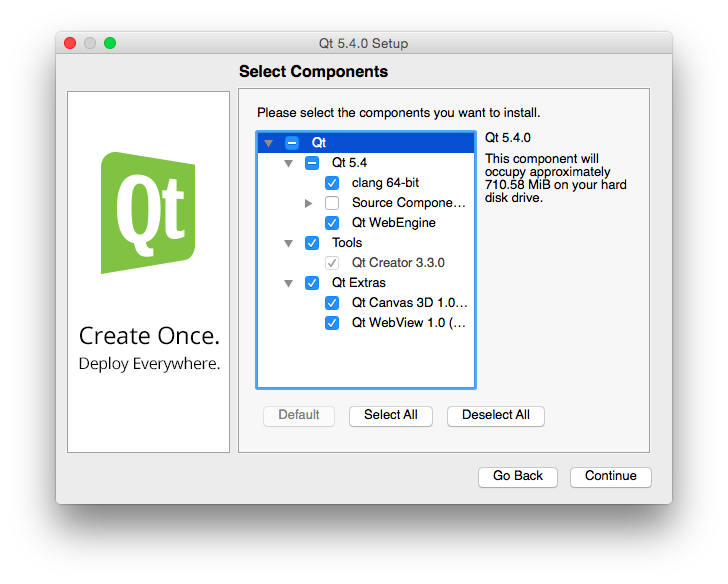 Qt 5.4.0 Setup
Select Components
Qt
Create Once.
Deploy Everywhere.
Please select the components you want to install.
Qt
Qt 5.4
clang 64-bit
Source Compone...
Qt WebEngine
Tools
Qt Creator 3.3.0
Qt Extras
Qt Canvas 3D 1.0...
Qt WebView 1.0 (...
Qt 5.4.0
This component will
occupy approximately
710.58 MiB on your hard
disk drive.
Default
Select All
Deselect All
Go Back
Continue